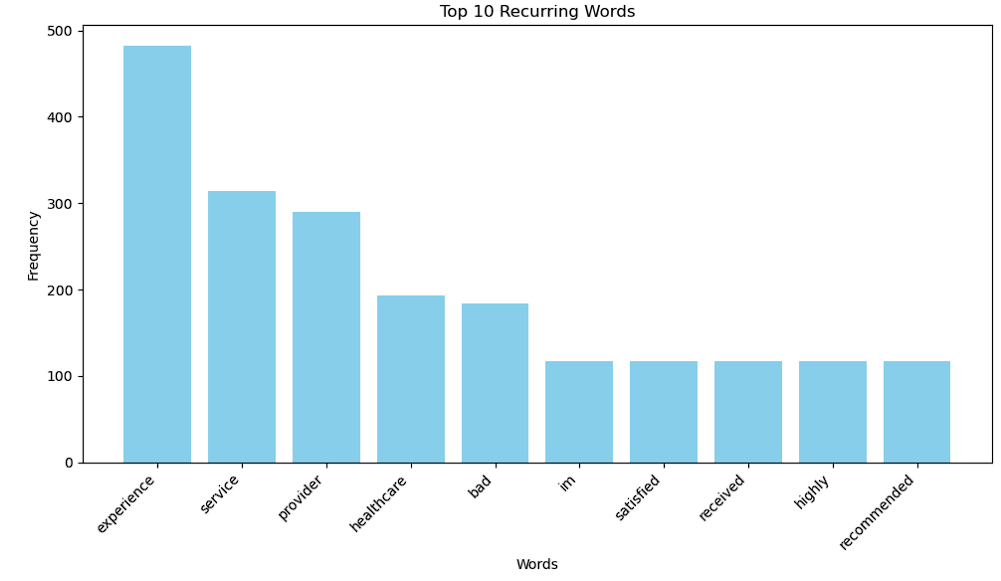 Top 10 Recurring Words
500
400
300
200
100
0
Frequency
experience
service
provider
healthcare
bad
im
satisfied
received
highly
recommended
Words